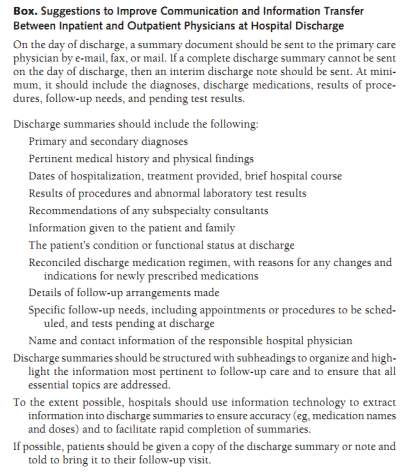 Box. Suggestions to Improve Communication and Information Transfer
Between Inpatient and Outpatient Physicians at Hospital Discharge
On the day of discharge, a summary document should be sent to the primary care
physician by e-mail, fax, or mail. If a complete discharge summary cannot be sent
on the day of discharge, then an interim discharge note should be sent. At mini-
mum, it should include the diagnoses, discharge medications, results of proce-
dures, follow-up needs, and pending test results.
Discharge summaries should include the following:
Primary and secondary diagnoses
Pertinent medical history and physical findings
Dates of hospitalization, treatment provided, brief hospital course
Results of procedures and abnormal laboratory test results
Recommendations of any subspecialty consultants
Information given to the patient and family
The patient's condition or functional status at discharge
Reconciled discharge medication regimen, with reasons for any changes and
indications for newly prescribed medications
Details of follow-up arrangements made
Specific follow-up needs, including appointments or procedures to be sched-
uled, and tests pending at discharge
Name and contact information of the responsible hospital physician
Discharge summaries should be structured with subheadings to organize and high-
light the information most pertinent to follow-up care and to ensure that all
essential topics are addressed.
To the extent possible, hospitals should use information technology to extract
information into discharge summaries to ensure accuracy (eg, medication names
and doses) and to facilitate rapid completion of summaries.
If possible, patients should be given a copy of the discharge summary or note and
told to bring it to their follow-up visit.